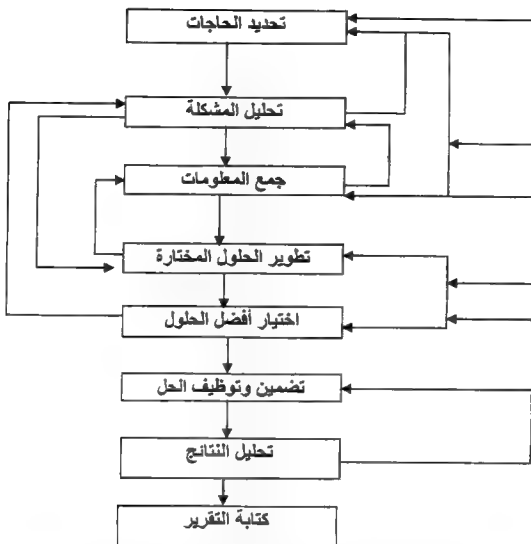 تحديد الحاجات
تحليل المشكلة
جمع المعلومات
تطوير الحلول المختارة
اختيار أفضل الحلول
تضمين وتوظيف الحل
تحليل النتائج
كتابة التقرير